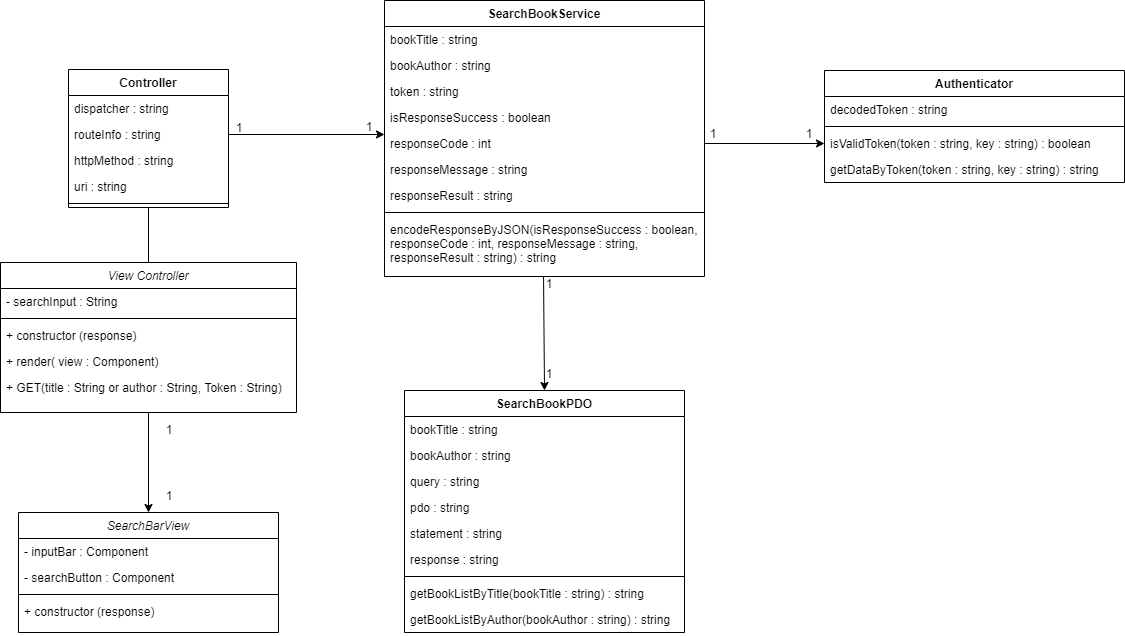 SearchBookService
bookTitle : string
bookAuthor : string
token : string
isResponseSuccess : boolean
responseCode : int
responseMessage : string
responseResult : string
encodeResponseByJSON(isResponseSuccess : boolean,
responseCode : int, responseMessage : string,
responseResult : string) : string
Controller
dispatcher : string
routeInfo : string
httpMethod : string
uri : string
1
1
Authenticator
decodedToken : string
isValidToken(token : string, key : string) : boolean
getDataByToken(token : string, key : string) : string
1
1
View Controller
- searchInput : String
+ constructor (response)
+ render( view : Component)
+ GET(title : String or author : String, Token : String)
1
1
SearchBookPDO
bookTitle : string
bookAuthor : string
query : string
pdo : string
statement : string
response : string
getBookListByTitle(bookTitle : string) : string
getBookListByAuthor(bookAuthor : string) : string
1
1
SearchBarView
- inputBar : Component
- searchButton : Component
+ constructor (response)